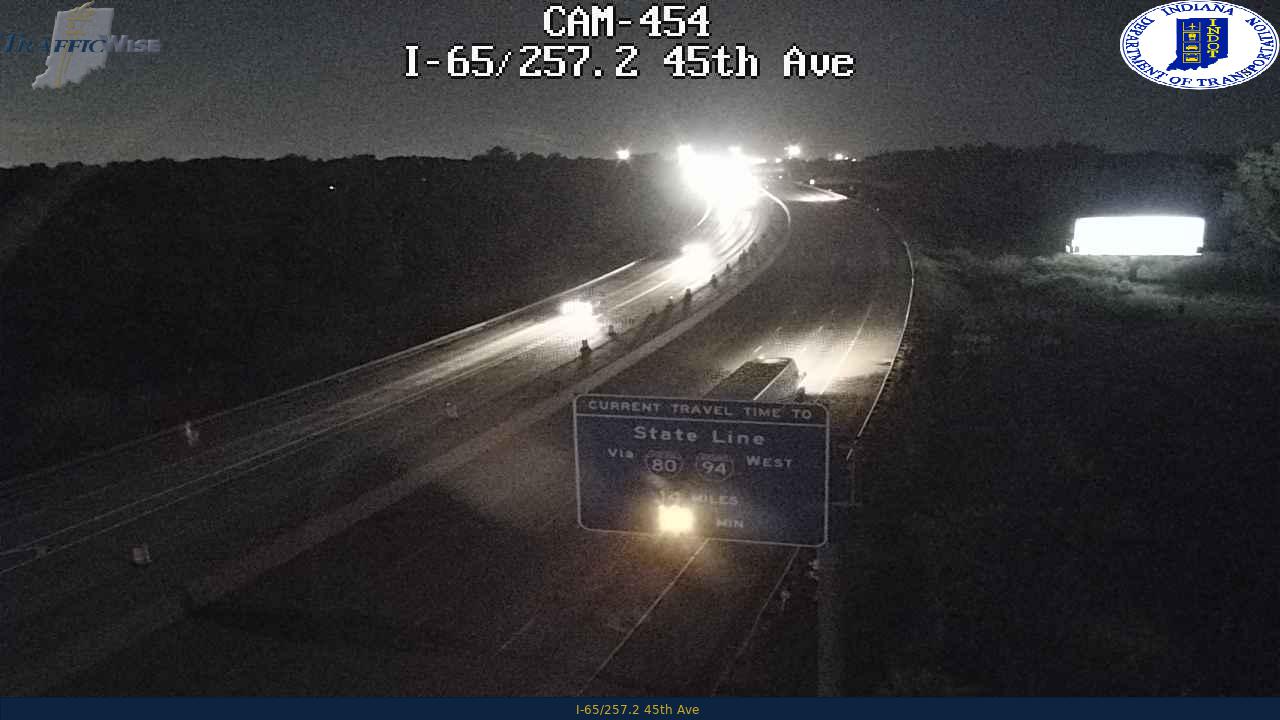 CAM-454
I-65/257.2 45th Ave
TRAFFICWISE
INDIANA
DEPARTMENT OF TRANSPORTATION
INDOT
CURRENT TRAVEL TIME TO
State Line
Via 80 94 WEST
MILES
MIN
I-65/257.2 45th Ave